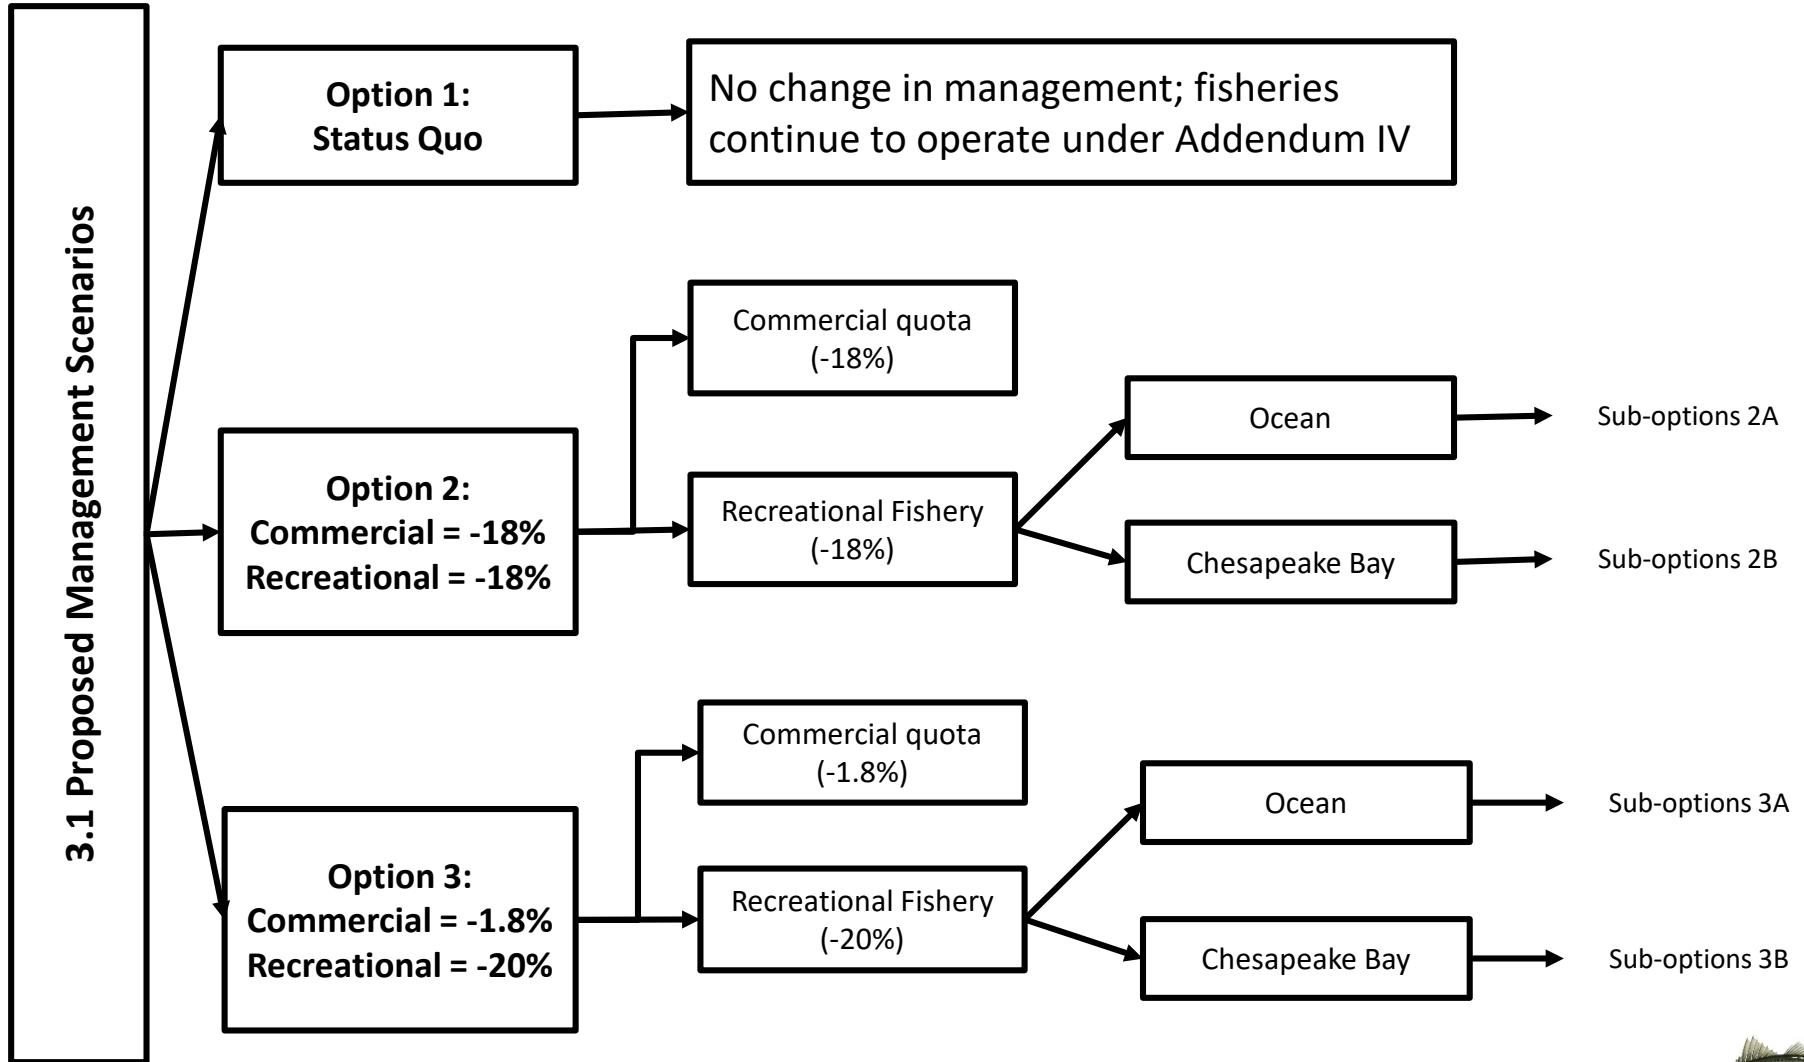 3.1 Proposed Management Scenarios
Option 1:
Status Quo
No change in management; fisheries
continue to operate under Addendum IV
Option 2:
Commercial = -18%
Recreational = -18%
Commercial quota
(-18%)
Recreational Fishery
(-18%)
Ocean
Sub-options 2A
Chesapeake Bay
Sub-options 2B
Option 3:
Commercial = -1.8%
Recreational = -20%
Commercial quota
(-1.8%)
Recreational Fishery
(-20%)
Ocean
Sub-options 3A
Chesapeake Bay
Sub-options 3B